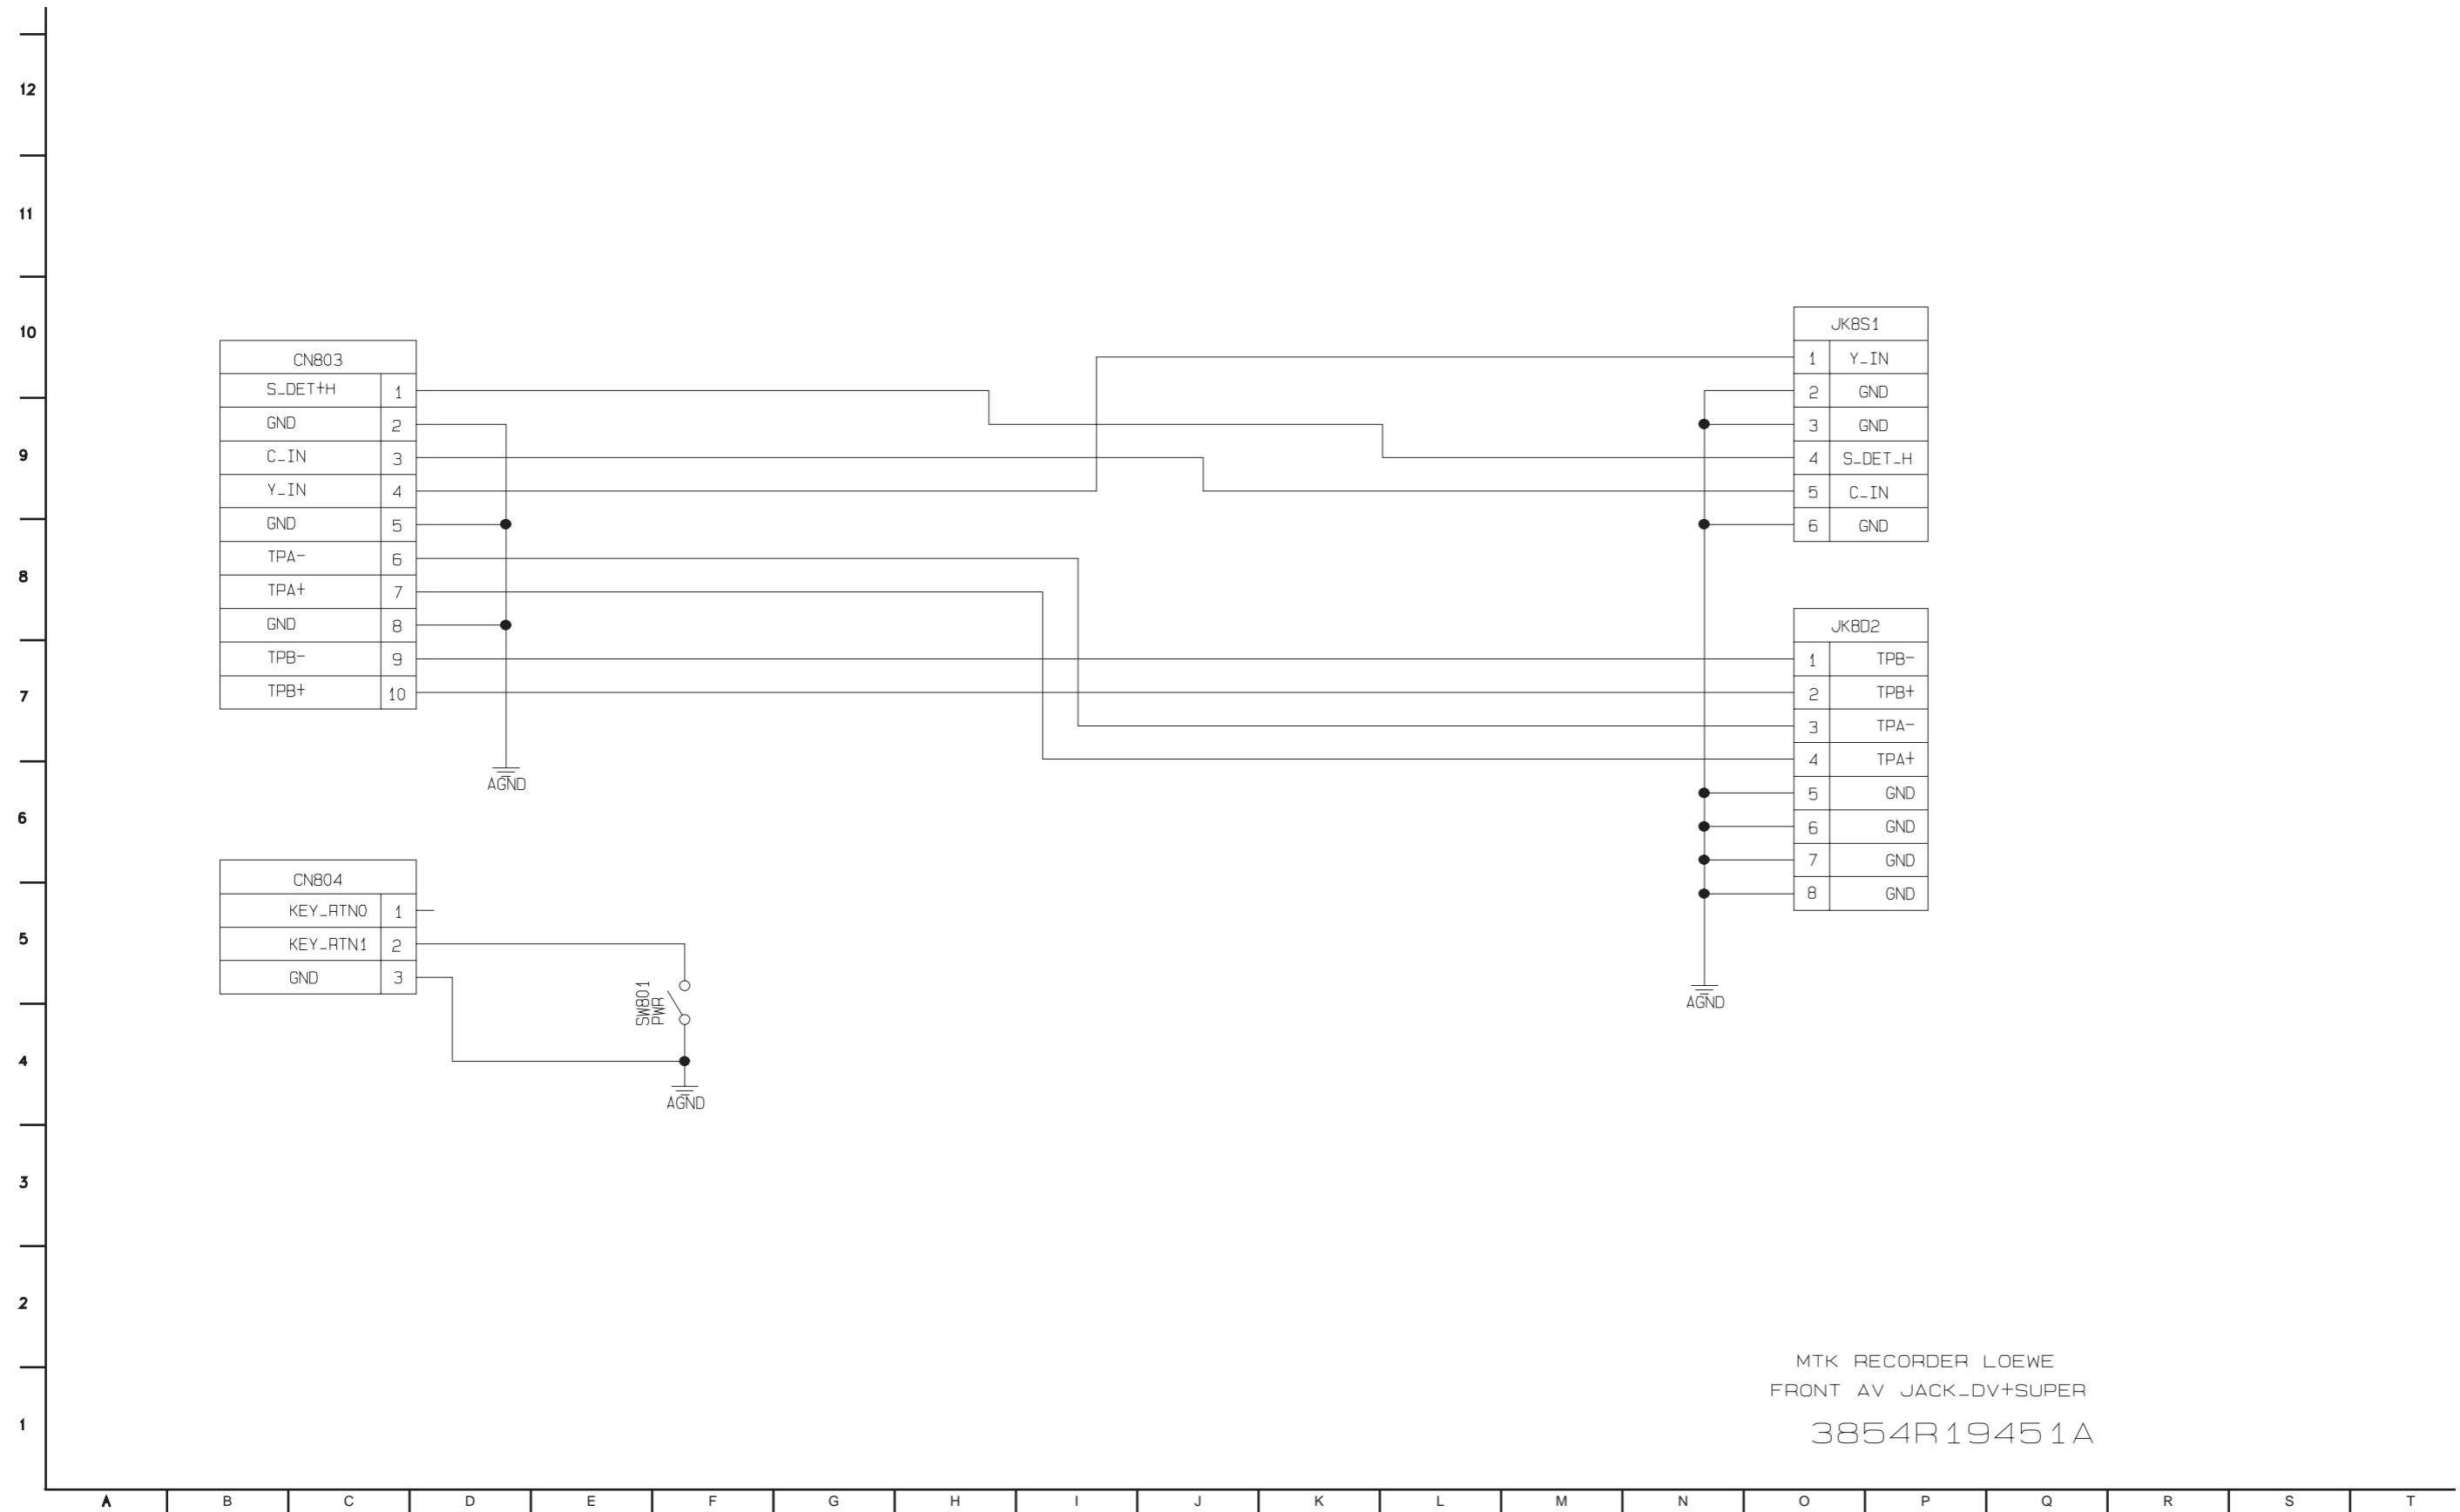 12
11
10
9
8
7
6
5
4
3
2
1
CN803
S_DET+H 1
GND 2
C_IN 3
Y_IN 4
GND 5
TPA- 6
TPA+ 7
GND 8
TPB- 9
TPB+ 10
AGND
CN804
KEY_RTN0 1
KEY_RTN1 2
GND 3
SW801
PWR
AGND
JK8S1
1 Y_IN
2 GND
3 GND
4 S_DET_H
5 C_IN
6 GND
JK8D2
1 TPB-
2 TPB+
3 TPA-
4 TPA+
5 GND
6 GND
7 GND
8 GND
AGND
MTK RECORDER LOEWE
FRONT AV JACK_DV+SUPER
3854R19451A
A B C D E F G H I J K L M N O P Q R S T